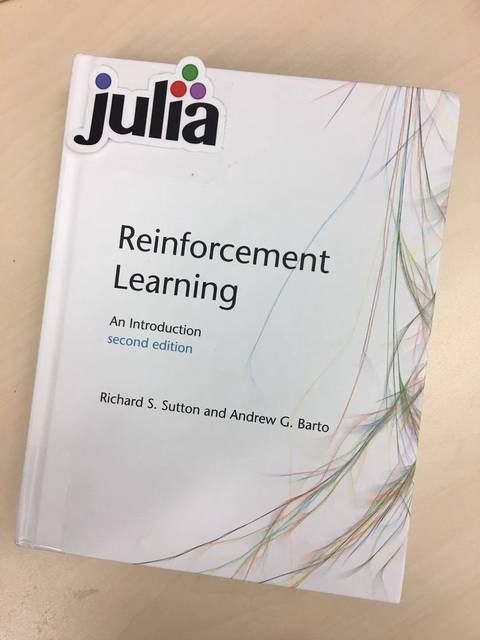 julia
Reinforcement
Learning
An Introduction
second edition
Richard S. Sutton and Andrew G. Barto